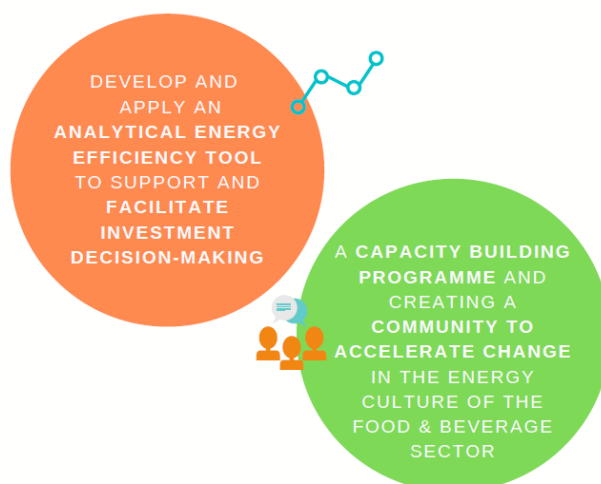 DEVELOP AND
APPLY AN
ANALYTICAL ENERGY
EFFICIENCY TOOL
TO SUPPORT AND
FACILITATE
INVESTMENT
DECISION-MAKING
A CAPACITY BUILDING
PROGRAMME AND
CREATING A
COMMUNITY TO
ACCELERATE CHANGE
IN THE ENERGY
CULTURE OF THE
FOOD & BEVERAGE
SECTOR